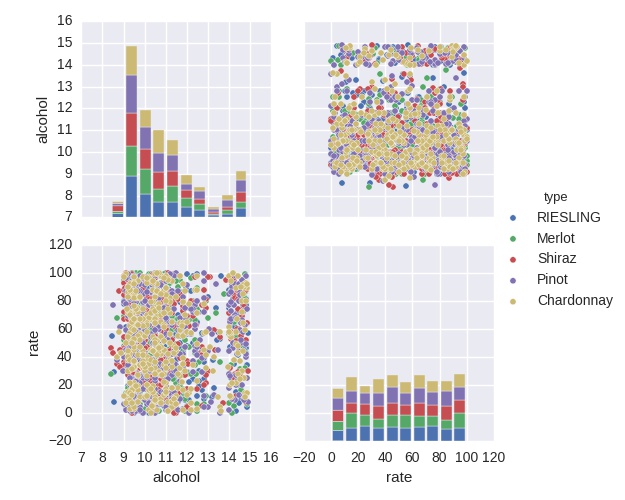 16
15
14
13
12
11
10
9
8
7
alcohol
type
RIESLING
Merlot
Shiraz
Pinot
Chardonnay
120
100
80
60
40
20
0
−20
rate
7 8 9 10 11 12 13 14 15 16
alcohol
−20 0 20 40 60 80 100 120
rate